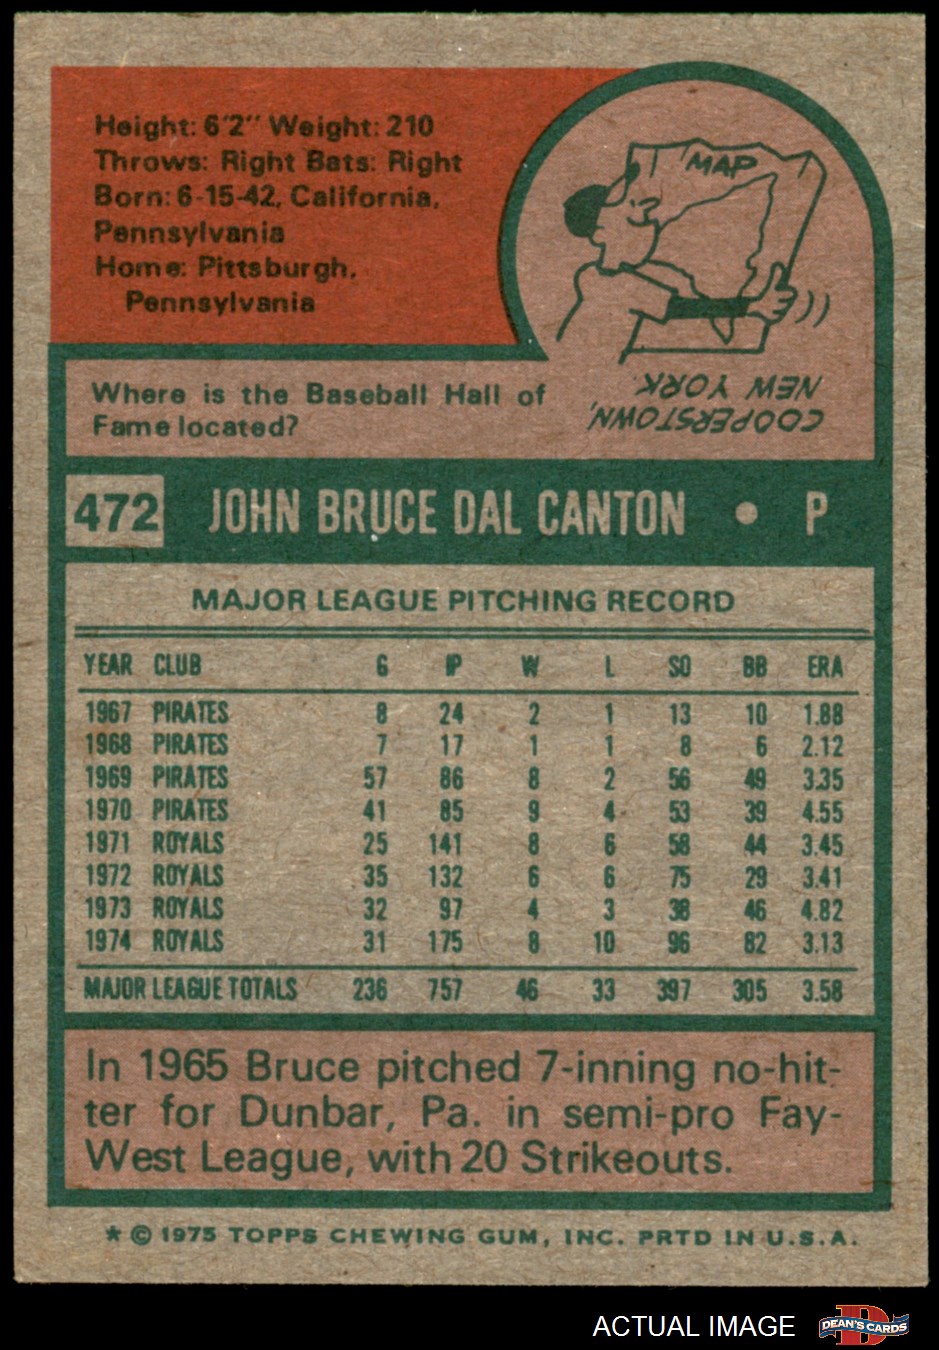 Height: 6'2" Weight: 210
Throws: Right Bats: Right
Born: 6-15-42, California,
Pennsylvania
Home: Pittsburgh,
Pennsylvania
MAP
Where is the Baseball Hall of
Fame located?
COOPERSTOWN,
NEW YORK
472 JOHN BRUCE DAL CANTON • P
MAJOR LEAGUE PITCHING RECORD
YEAR CLUB G IP W L SO BB ERA
1967 PIRATES 8 24 2 1 13 10 1.88
1968 PIRATES 7 17 1 1 8 6 2.12
1969 PIRATES 57 86 8 2 56 49 3.35
1970 PIRATES 41 85 9 4 53 39 4.55
1971 ROYALS 25 141 8 6 58 44 3.45
1972 ROYALS 35 132 6 6 75 29 3.41
1973 ROYALS 32 97 4 3 38 46 4.82
1974 ROYALS 31 175 8 10 96 82 3.13
MAJOR LEAGUE TOTALS 236 757 46 33 397 305 3.58
In 1965 Bruce pitched 7-inning no-hit-
ter for Dunbar, Pa. in semi-pro Fay-
West League, with 20 Strikeouts.
* © 1975 TOPPS CHEWING GUM, INC. PRTD IN U.S.A.
ACTUAL IMAGE
DEAN'S CARDS